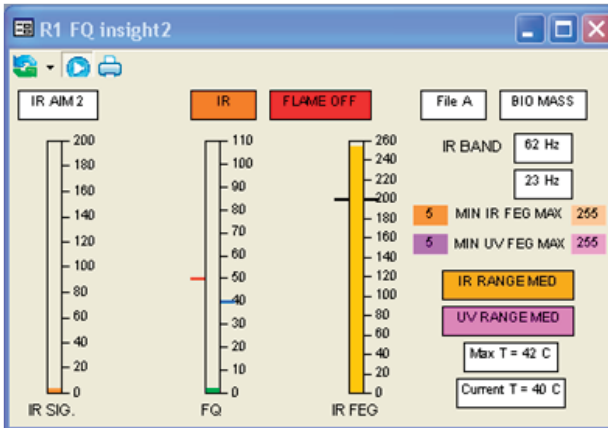 R1 FQ insight2
IR AIM 2
IR
FLAME OFF
File A
BIO MASS
IR BAND
62 Hz
23 Hz
5 MIN IR FEG MAX 255
5 MIN UV FEG MAX 255
IR RANGE MED
UV RANGE MED
Max T = 42 C
Current T = 40 C
200
180
160
140
120
100
80
60
40
20
0
IR SIG.
110
100
90
80
70
60
50
40
30
20
10
0
FQ
260
240
220
200
180
160
140
120
100
80
60
40
20
0
IR FEG